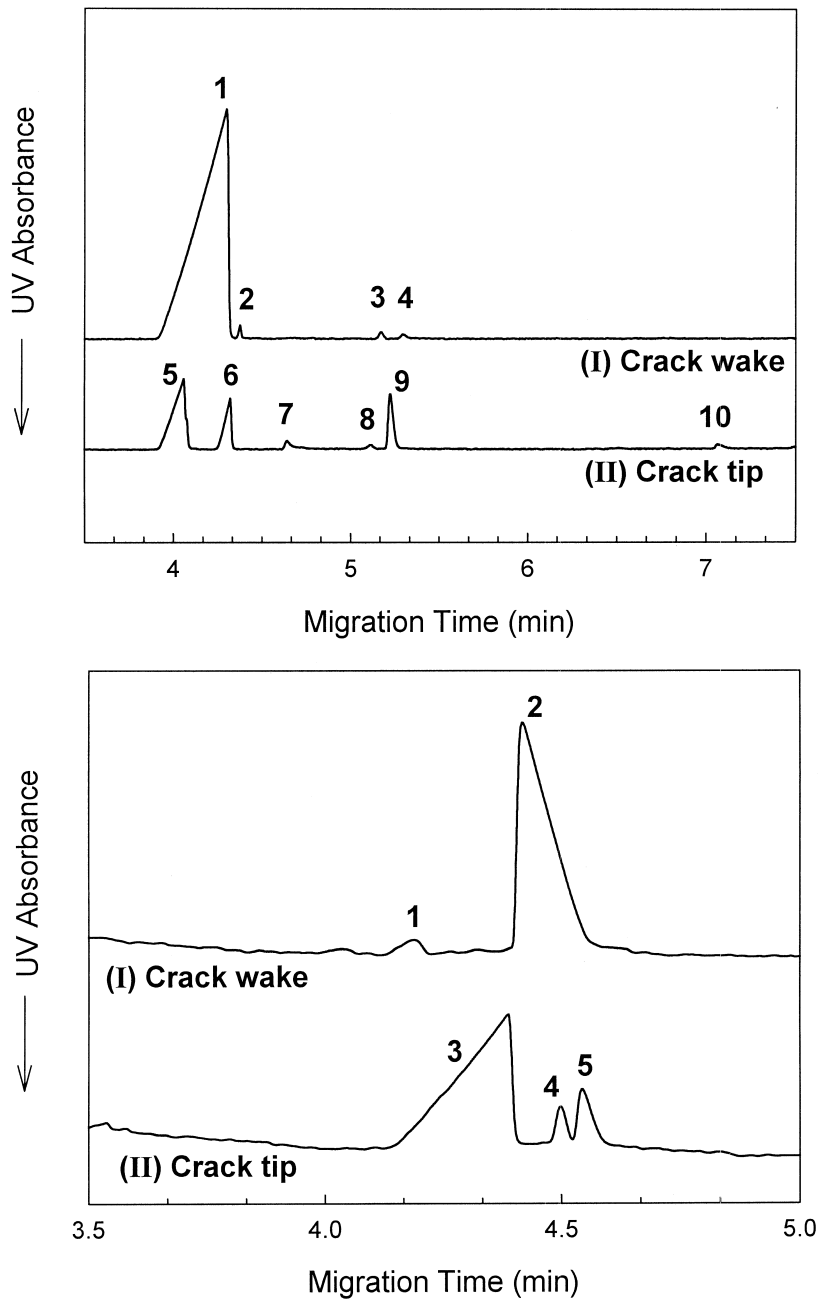 UV Absorbance
1
2
3 4
(I) Crack wake
5 6 7 8 9 10
(II) Crack tip
4 5 6 7
Migration Time (min)
UV Absorbance
2
1
(I) Crack wake
3 4 5
(II) Crack tip
3.5 4.0 4.5 5.0
Migration Time (min)